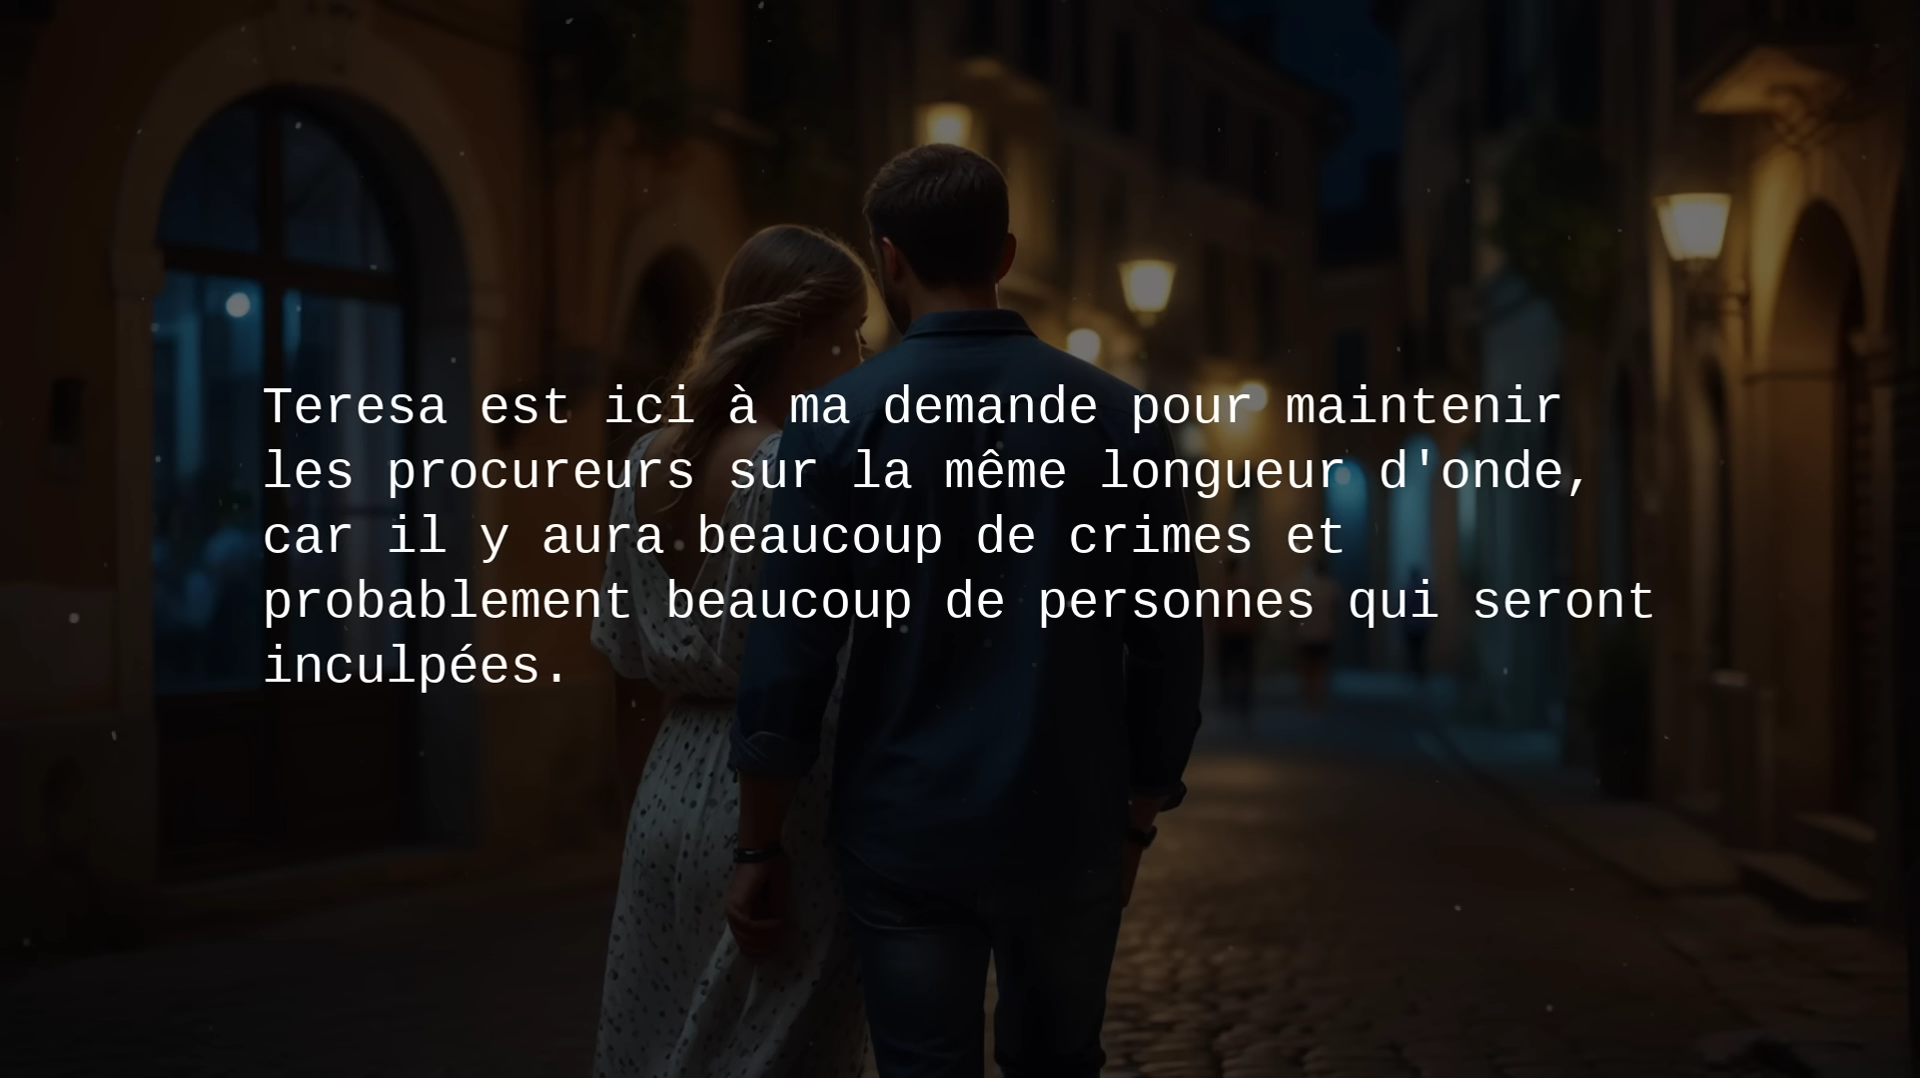 Teresa est ici à ma demande pour maintenir
les procureurs sur la même longueur d'onde,
car il y aura beaucoup de crimes et
probablement beaucoup de personnes qui seront
inculpées.